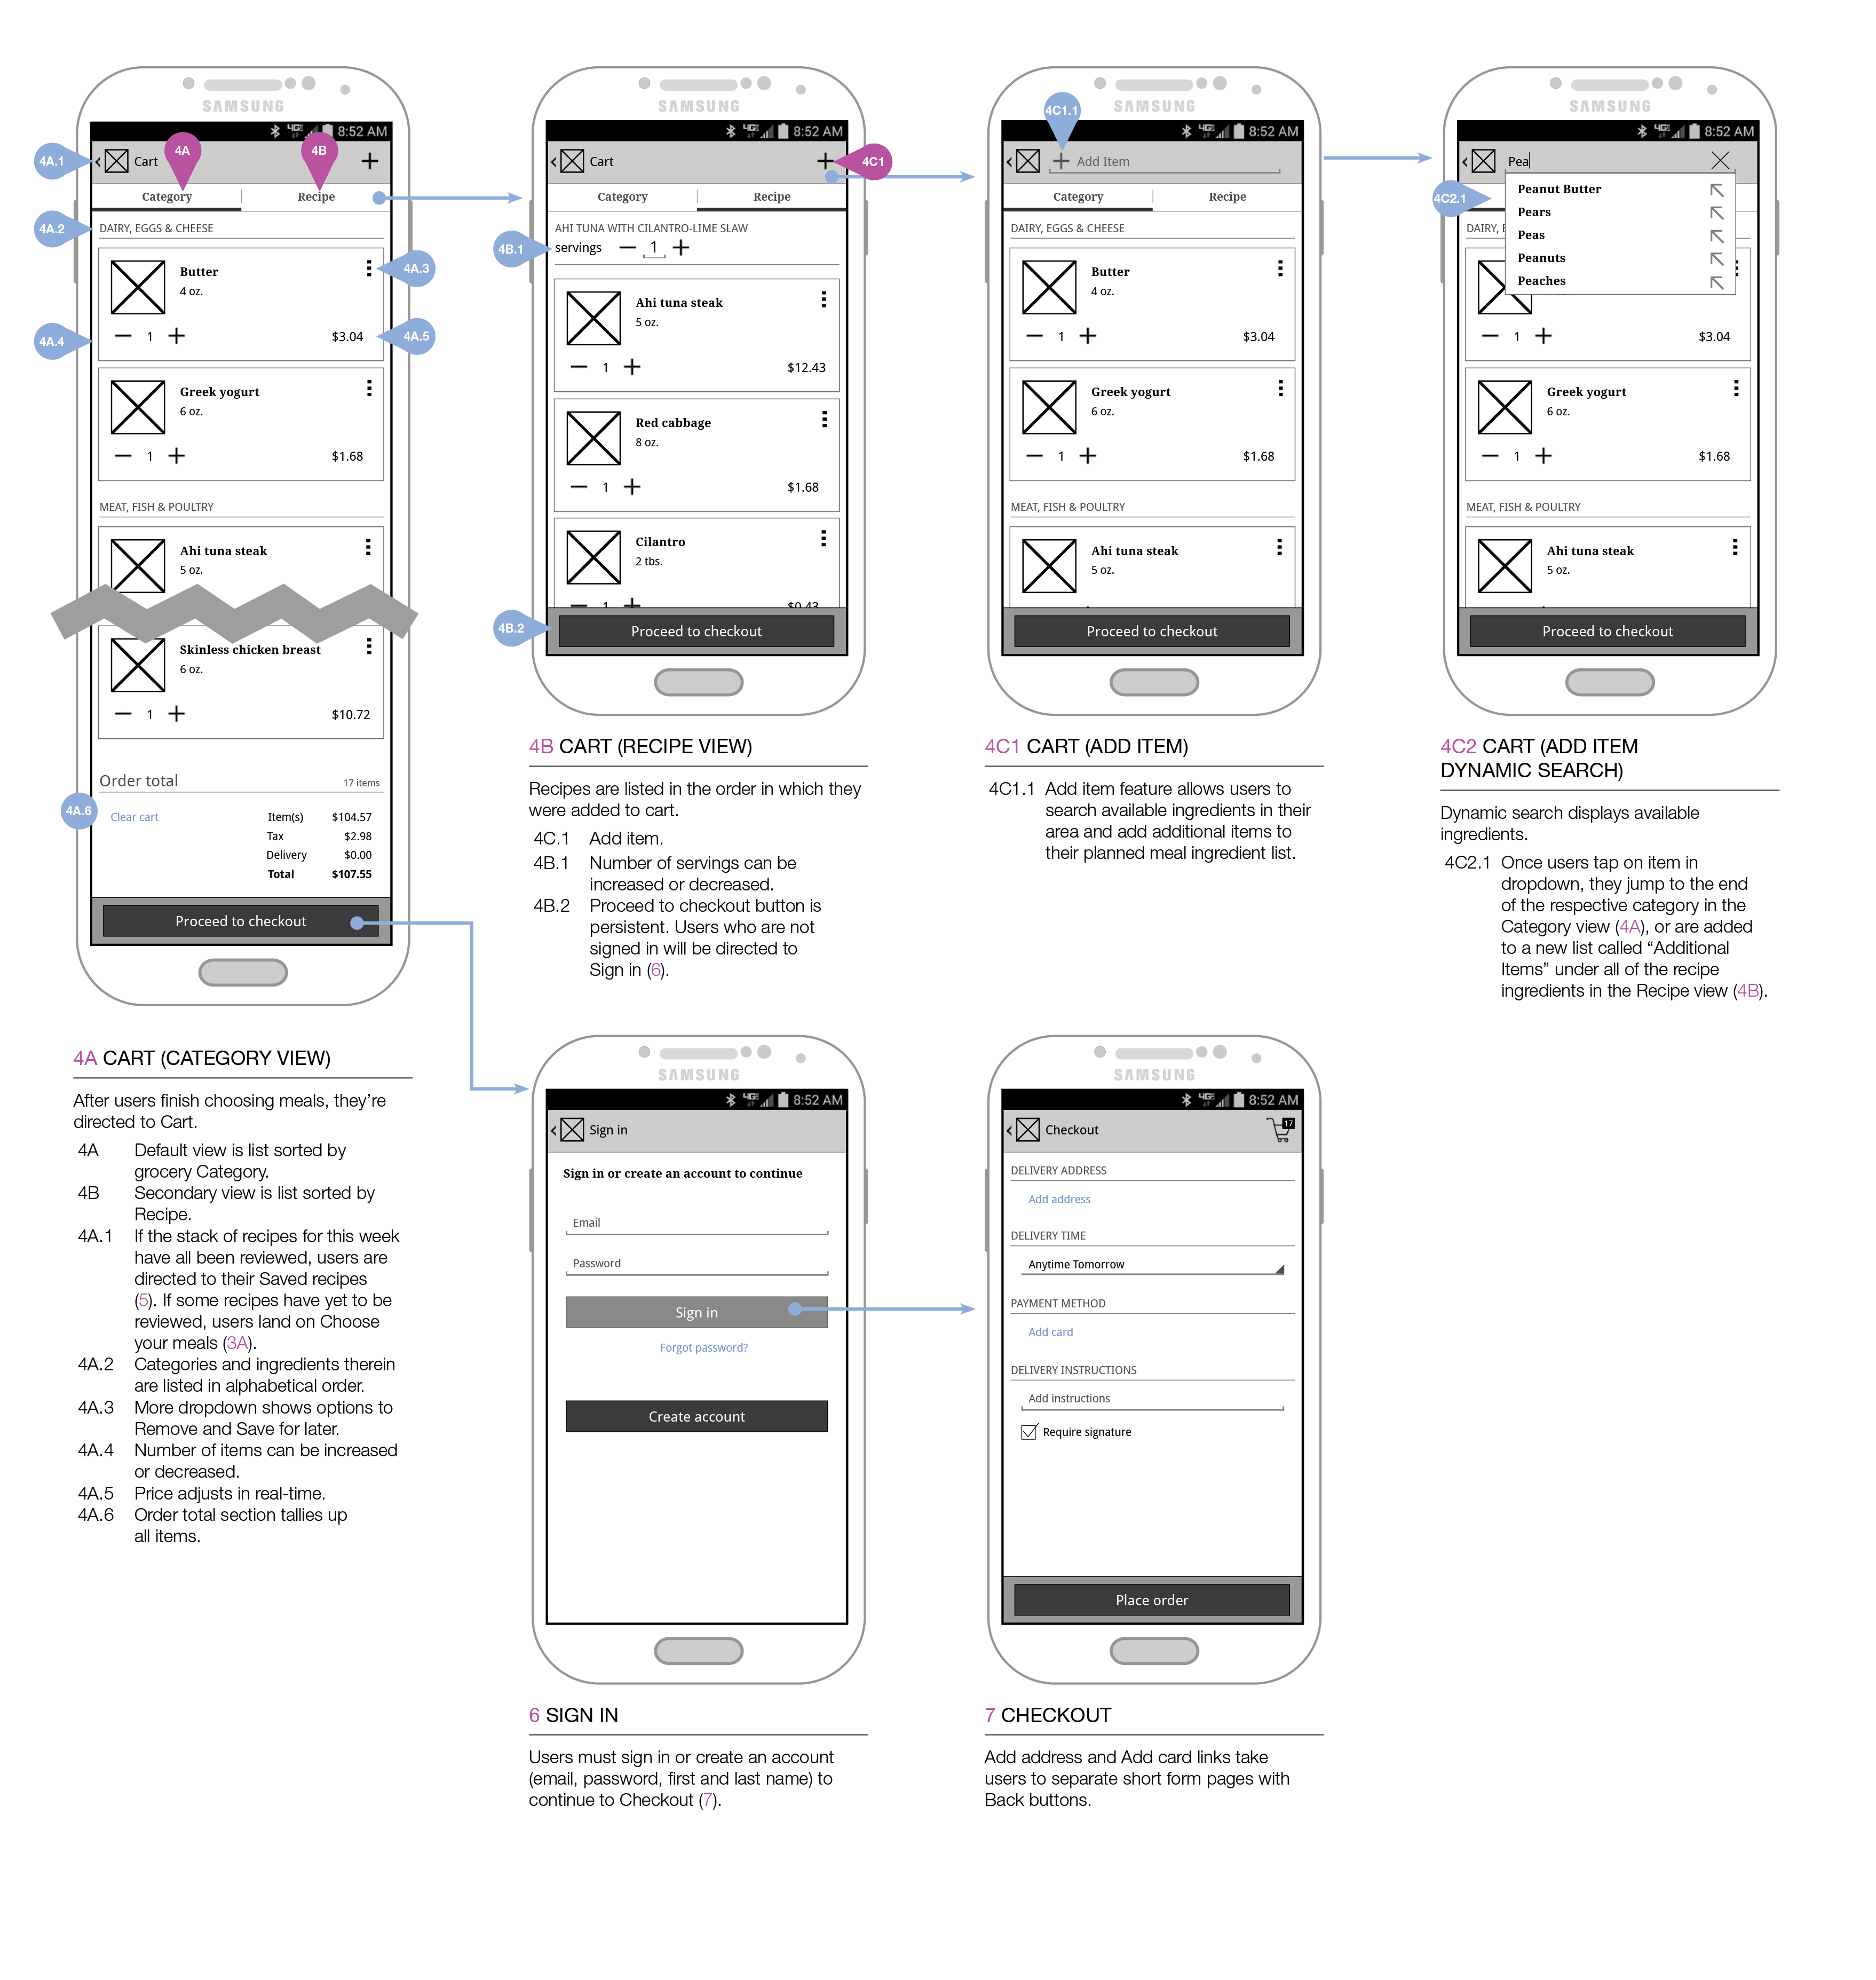 SAMSUNG
4G 8:52 AM
4A.1
Cart
4A
4B
+
Category Recipe
4A.2
DAIRY, EGGS & CHEESE
Butter
4A.3
4 oz.
4A.4
— 1 + $3.04
4A.5
Greek yogurt
6 oz.
— 1 + $1.68
MEAT, FISH & POULTRY
Ahi tuna steak
5 oz.
Skinless chicken breast
6 oz.
— 1 + $10.72
Order total 17 items
4A.6
Clear cart
Item(s) $104.57
Tax $2.98
Delivery $0.00
Total $107.55
Proceed to checkout
4A CART (CATEGORY VIEW)
After users finish choosing meals, they’re
directed to Cart.
4A Default view is list sorted by
grocery Category.
4B Secondary view is list sorted by
Recipe.
4A.1 If the stack of recipes for this week
have all been reviewed, users are
directed to their Saved recipes
(5). If some recipes have yet to be
reviewed, users land on Choose
your meals (3A).
4A.2 Categories and ingredients therein
are listed in alphabetical order.
4A.3 More dropdown shows options to
Remove and Save for later.
4A.4 Number of items can be increased
or decreased.
4A.5 Price adjusts in real-time.
4A.6 Order total section tallies up
all items.
SAMSUNG
4G 8:52 AM
Cart
+
4C1
Category Recipe
AHI TUNA WITH CILANTRO-LIME SLAW
4B.1
servings — 1 +
Ahi tuna steak
5 oz.
— 1 + $12.43
Red cabbage
8 oz.
— 1 + $1.68
Cilantro
2 tbs.
— 1 + $0.43
4B.2
Proceed to checkout
4B CART (RECIPE VIEW)
Recipes are listed in the order in which they
were added to cart.
4C.1 Add item.
4B.1 Number of servings can be
increased or decreased.
4B.2 Proceed to checkout button is
persistent. Users who are not
signed in will be directed to
Sign in (6).
SAMSUNG
4C1.1
4G 8:52 AM
+ Add Item
Category Recipe
DAIRY, EGGS & CHEESE
Butter
4 oz.
— 1 + $3.04
Greek yogurt
6 oz.
— 1 + $1.68
MEAT, FISH & POULTRY
Ahi tuna steak
5 oz.
Proceed to checkout
4C1 CART (ADD ITEM)
4C1.1 Add item feature allows users to
search available ingredients in their
area and add additional items to
their planned meal ingredient list.
SAMSUNG
4G 8:52 AM
Pea
4C2.1
Peanut Butter
Pears
Peas
Peanuts
Peaches
DAIRY, E
— 1 + $3.04
Greek yogurt
6 oz.
— 1 + $1.68
MEAT, FISH & POULTRY
Ahi tuna steak
5 oz.
Proceed to checkout
4C2 CART (ADD ITEM
DYNAMIC SEARCH)
Dynamic search displays available
ingredients.
4C2.1 Once users tap on item in
dropdown, they jump to the end
of the respective category in the
Category view (4A), or are added
to a new list called “Additional
Items” under all of the recipe
ingredients in the Recipe view (4B).
SAMSUNG
4G 8:52 AM
Sign in
Sign in or create an account to continue
Email
Password
Sign in
Forgot password?
Create account
6 SIGN IN
Users must sign in or create an account
(email, password, first and last name) to
continue to Checkout (7).
SAMSUNG
4G 8:52 AM
Checkout
17
DELIVERY ADDRESS
Add address
DELIVERY TIME
Anytime Tomorrow
PAYMENT METHOD
Add card
DELIVERY INSTRUCTIONS
Add instructions
Require signature
Place order
7 CHECKOUT
Add address and Add card links take
users to separate short form pages with
Back buttons.